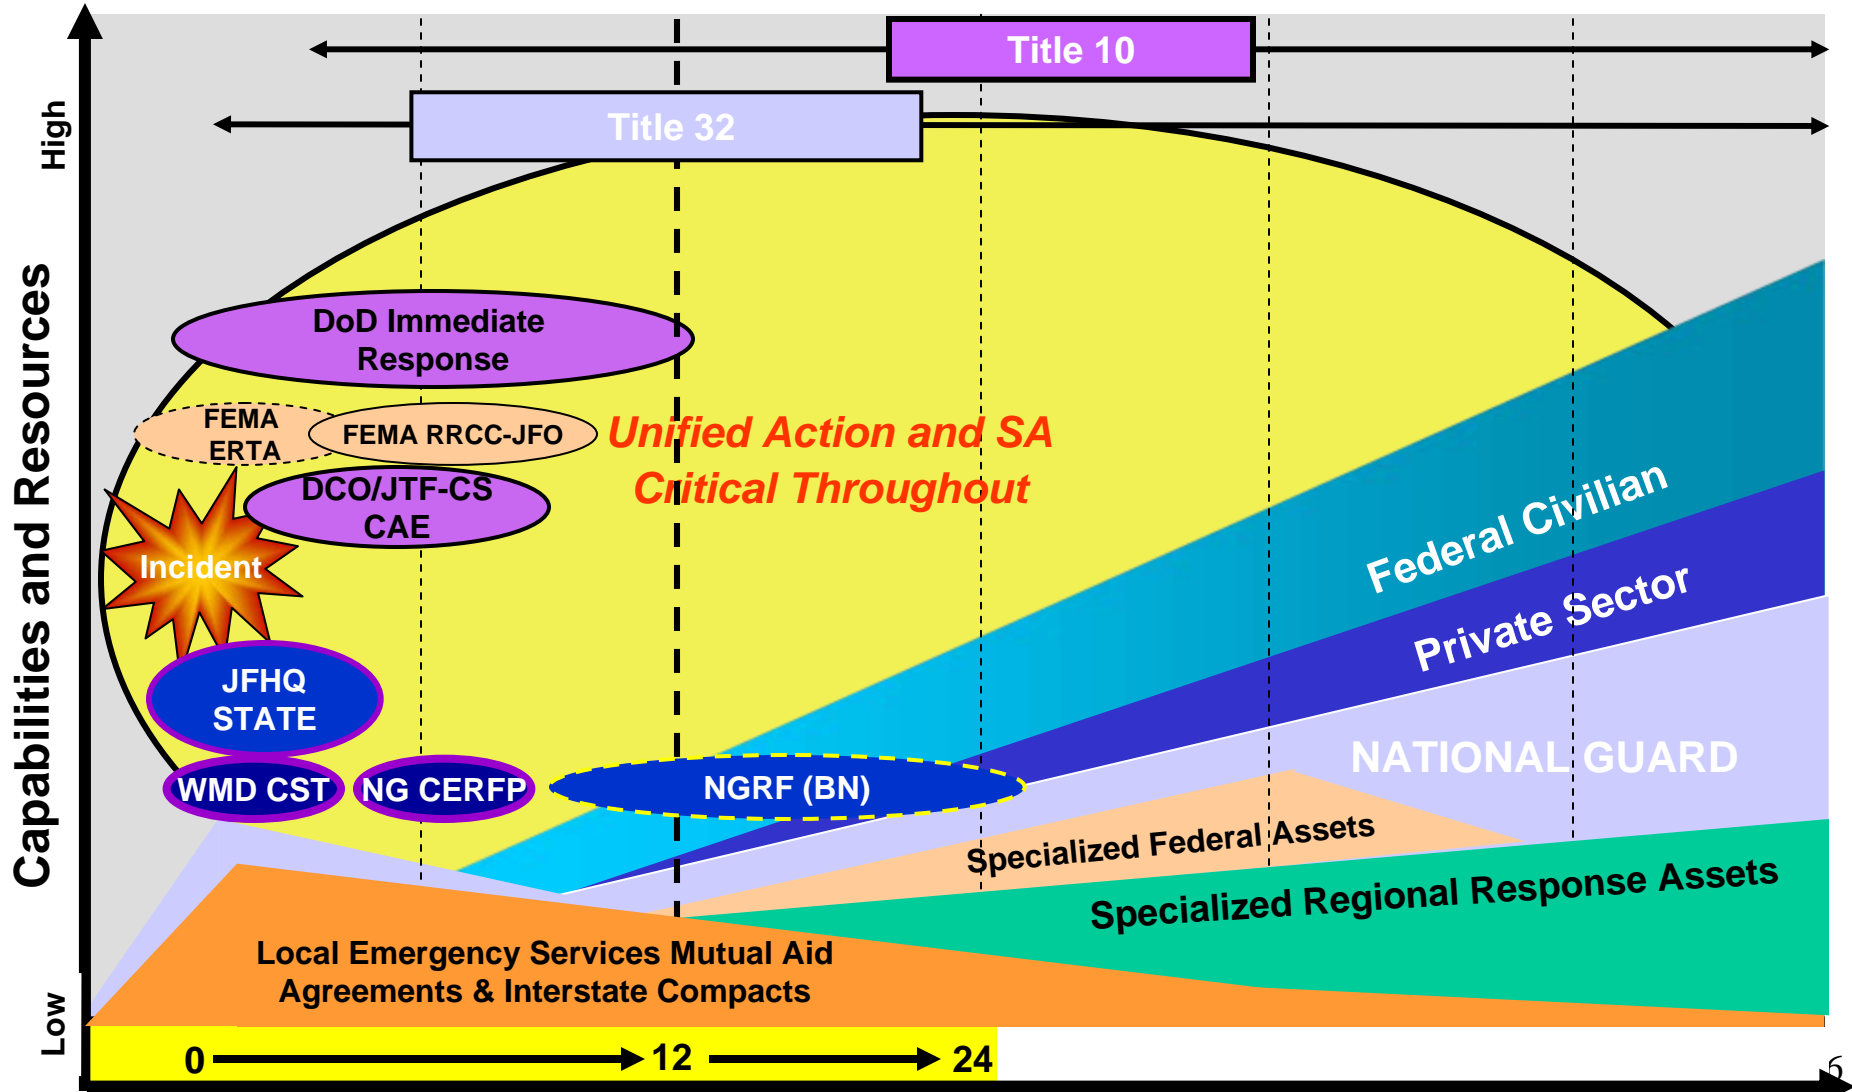 Title 10
Title 32
High
Capabilities and Resources
Low
DoD Immediate
Response
FEMA
ERTA
FEMA RRCC-JFO
Unified Action and SA
Critical Throughout
DCO/JTF-CS
CAE
Incident
Federal Civilian
Private Sector
JFHQ
STATE
NATIONAL GUARD
WMD CST
NG CERFP
NGRF (BN)
Specialized Federal Assets
Specialized Regional Response Assets
Local Emergency Services Mutual Aid
Agreements & Interstate Compacts
0 12 24
6